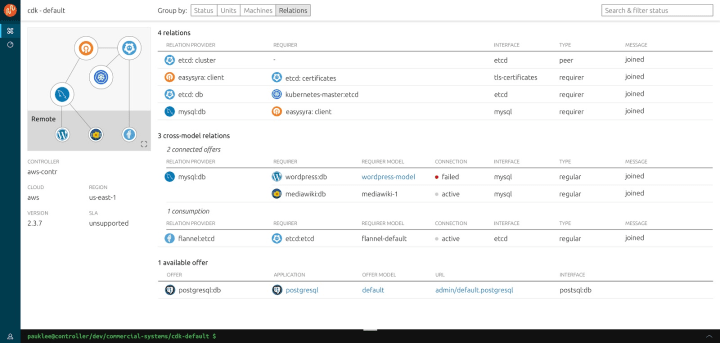 cdk - default
Group by: Status Units Machines Relations
Search & filter status
Remote
CONTROLLER
aws-contr
CLOUD REGION
aws us-east-1
VERSION SLA
2.3.7 unsupported
4 relations
RELATION PROVIDER REQUIRER INTERFACE TYPE MESSAGE
etcd: cluster - etcd peer joined
easysyra: client etcd: certificates tls-certificates requirer joined
etcd: db kubernetes-master:etcd etcd requirer joined
mysql:db easysyra: client mysql requirer joined
3 cross-model relations
2 connected offers
RELATION PROVIDER REQUIRER REQUIRER MODEL CONNECTION INTERFACE TYPE MESSAGE
mysql:db wordpress:db wordpress-model failed mysql regular joined
mediawiki:db mediawiki-1 active mysql regular joined
1 consumption
RELATION PROVIDER REQUIRER REQUIRER MODEL CONNECTION INTERFACE TYPE MESSAGE
flannel:etcd etcd:etcd flannel-default active etcd regular joined
1 available offer
OFFER APPLICATION OFFER MODEL URL INTERFACE
postgresql:db postgresql default admin/default.postgresql postsql:db
pauklee@controller/dev/commercial-systems/cdk-default $